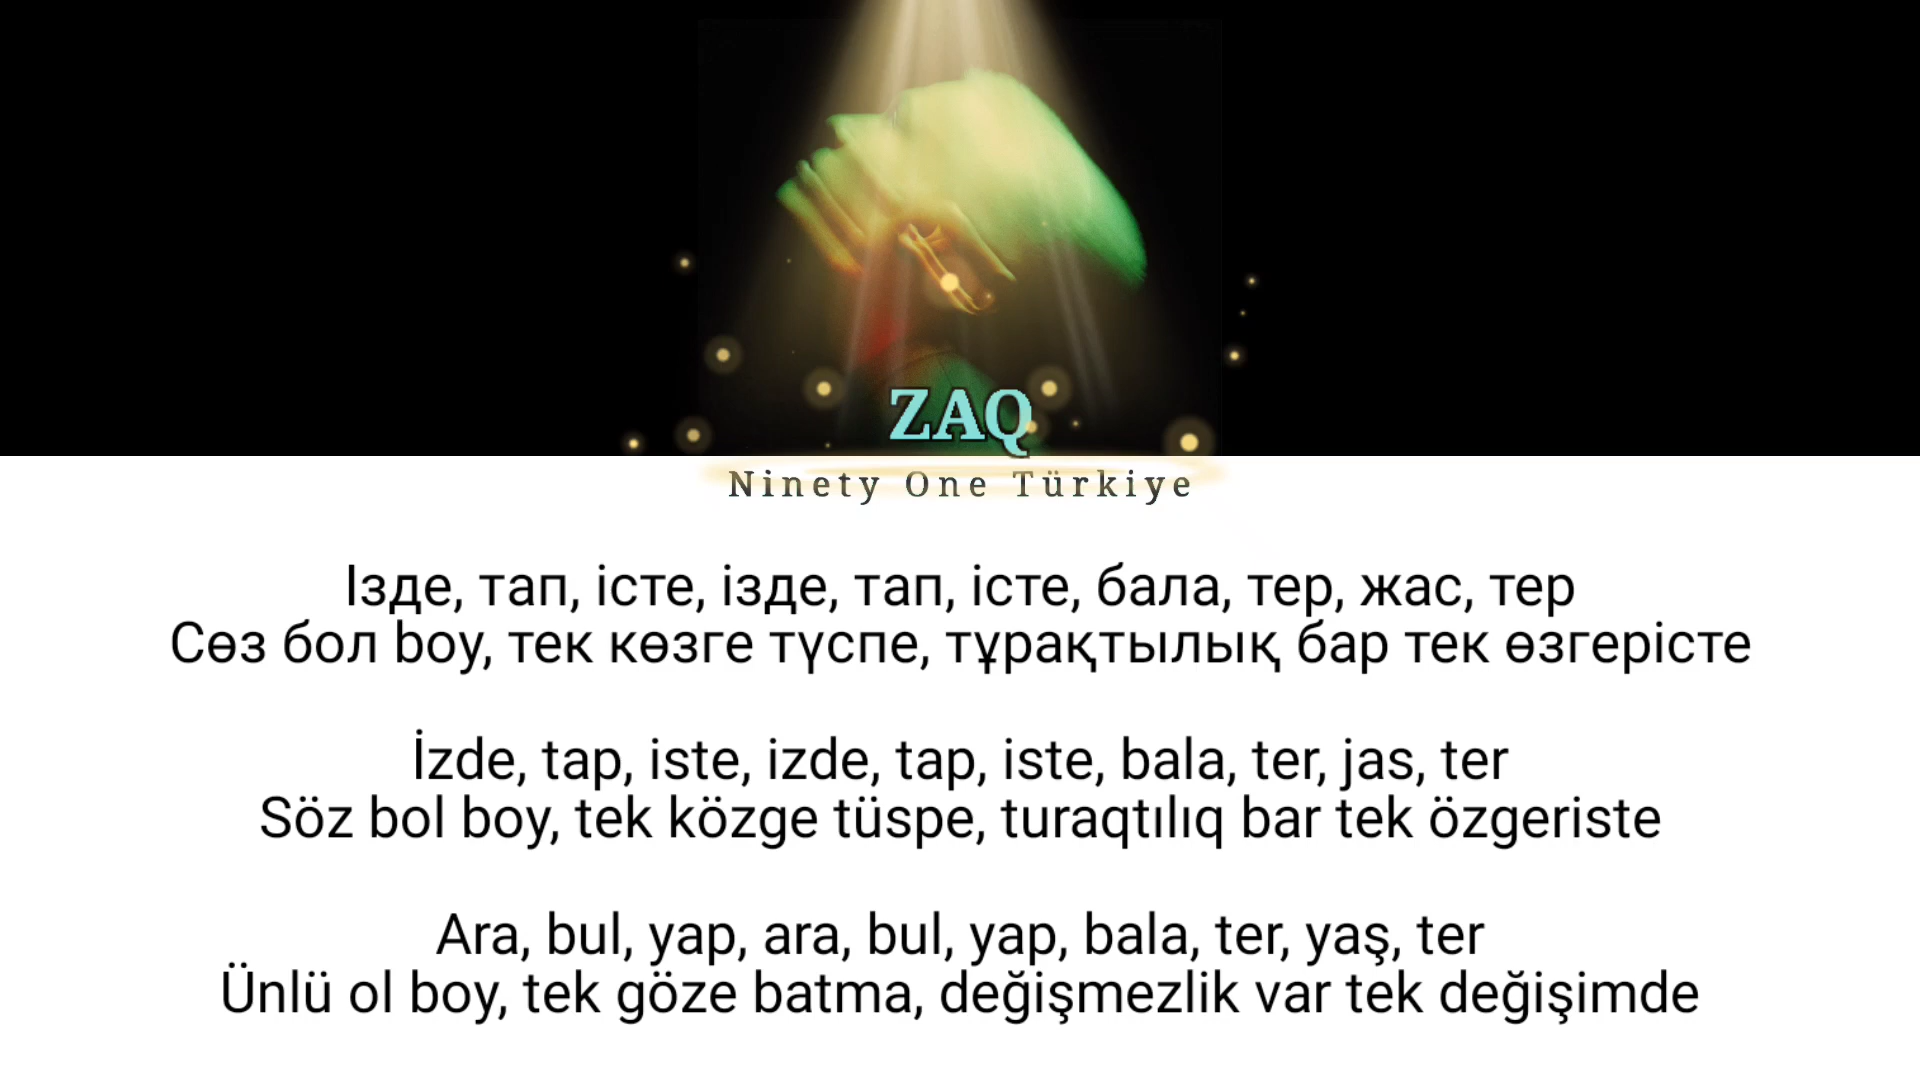 ZAQ
Ninety One Türkiye
Ізде, тап, істе, ізде, тап, істе, бала, тер, жас, тер
Сөз бол boy, тек көзге түспе, тұрақтылық бар тек өзгерісте
İzde, tap, iste, izde, tap, iste, bala, ter, jas, ter
Söz bol boy, tek közge tüspe, turaqtılıq bar tek özgeriste
Ara, bul, yap, ara, bul, yap, bala, ter, yaş, ter
Ünlü ol boy, tek göze batma, değişmezlik var tek değişimde